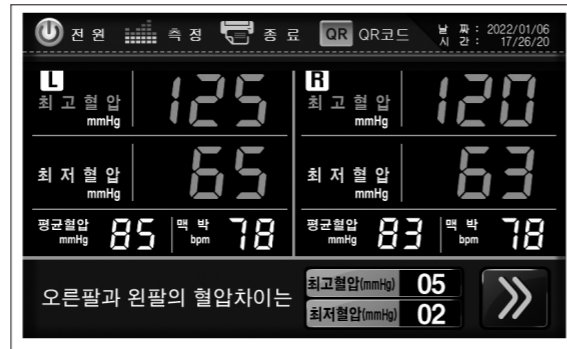 전 원 측 정 종 료 QR QR코드 날 짜 : 2022/01/06
시 간 : 17/26/20
L
최 고 혈 압 125
mmHg
최 저 혈 압 65
mmHg
평균혈압 85 맥 박 78
mmHg bpm
R
최 고 혈 압 120
mmHg
최 저 혈 압 63
mmHg
평균혈압 83 맥 박 78
mmHg bpm
오른팔과 왼팔의 혈압차이는
최고혈압(mmHg) 05
최저혈압(mmHg) 02